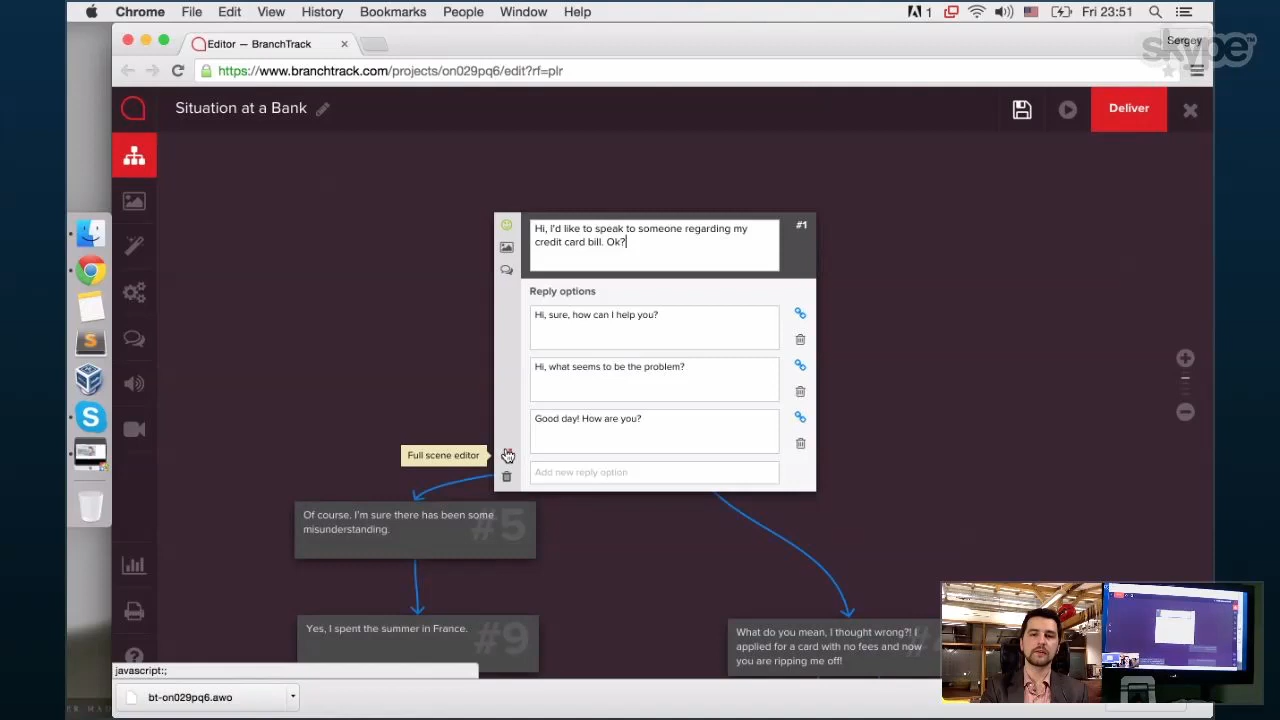 Chrome File Edit View History Bookmarks People Window Help
1 Fri 23:51
Editor — BranchTrack
Sergey
skype™
https://www.branchtrack.com/projects/on029pq6/edit?rf=plr
Situation at a Bank
Deliver
Hi, I'd like to speak to someone regarding my
credit card bill. Ok?
#1
Reply options
Hi, sure, how can I help you?
Hi, what seems to be the problem?
Good day! How are you?
Full scene editor
Add new reply option
Of course. I'm sure there has been some
misunderstanding.
#5
Yes, I spent the summer in France.
#9
What do you mean, I thought wrong?! I
applied for a card with no fees and now
you are ripping me off!
javascript:;
bt-on029pq6.awo